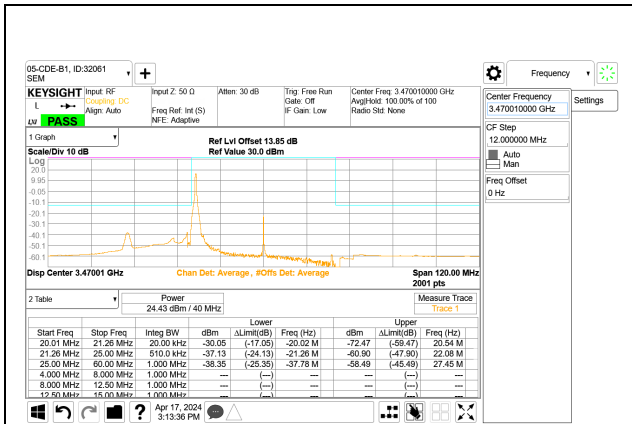 05-CDE-B1, ID:32061
SEM
Frequency
KEYSIGHT
L
LXI
PASS
Input: RF
Coupling: DC
Align: Auto
Input Z: 50 Ω
Freq Ref: Int (S)
NFE: Adaptive
Atten: 30 dB
Trig: Free Run
Gate: Off
IF Gain: Low
Center Freq: 3.470010000 GHz
Avg|Hold: 100.00% of 100
Radio Std: None
Center Frequency
3.470010000 GHz
Settings
CF Step
12.000000 MHz
Auto
Man
Freq Offset
0 Hz
1 Graph
Scale/Div 10 dB
Ref Lvl Offset 13.85 dB
Ref Value 30.0 dBm
Log
20.0
9.95
-0.05
-10.1
-20.1
-30.1
-40.1
-50.1
-60.1
Disp Center 3.47001 GHz
Chan Det: Average , #Offs Det: Average
Span 120.00 MHz
2001 pts
2 Table
Power
24.43 dBm / 40 MHz
Measure Trace
Trace 1
Lower Upper
Start Freq Stop Freq Integ BW dBm ΔLimit(dB) Freq (Hz) dBm ΔLimit(dB) Freq (Hz)
20.01 MHz 21.26 MHz 20.00 kHz -30.05 (-17.05) -20.02 M -72.47 (-59.47) 20.54 M
21.26 MHz 25.00 MHz 510.0 kHz -37.13 (-24.13) -21.26 M -60.90 (-47.90) 22.08 M
25.00 MHz 60.00 MHz 1.000 MHz -38.35 (-25.35) -37.78 M -58.49 (-45.49) 27.45 M
4.000 MHz 8.000 MHz 1.000 MHz --- (---) --- --- (---) ---
8.000 MHz 12.50 MHz 1.000 MHz --- (---) --- --- (---) ---
12.50 MHz 15.00 MHz 1.000 MHz --- (---) --- --- (---) ---
?
Apr 17, 2024
3:13:36 PM